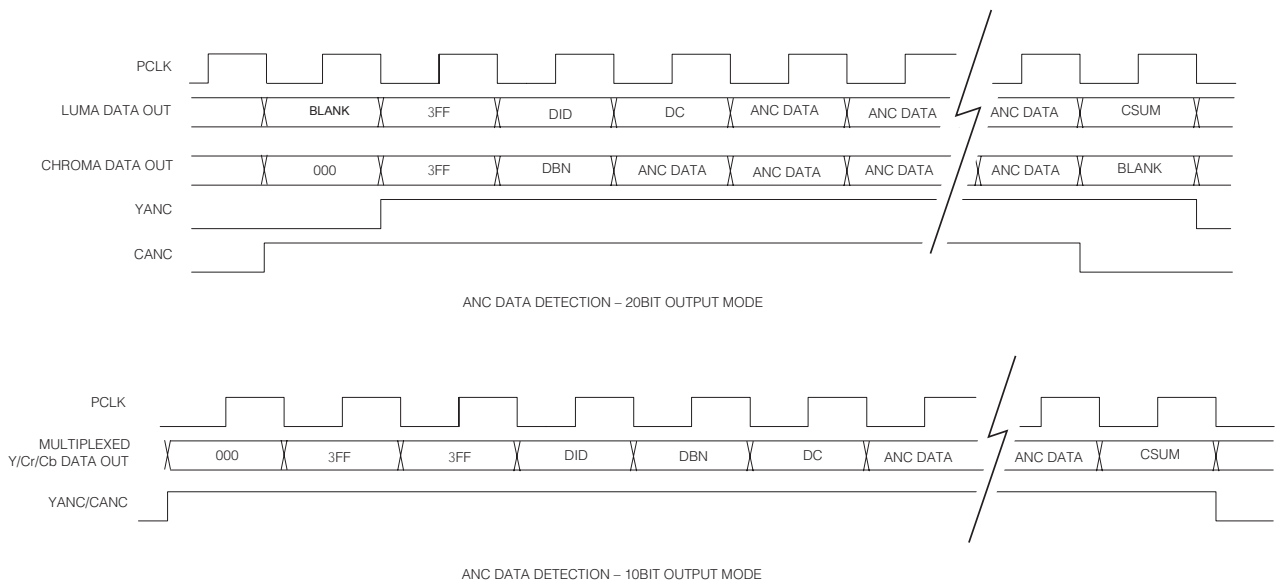 PCLK
LUMA DATA OUT BLANK 3FF DID DC ANC DATA ANC DATA ANC DATA CSUM
CHROMA DATA OUT 000 3FF DBN ANC DATA ANC DATA ANC DATA ANC DATA BLANK
YANC
CANC
ANC DATA DETECTION – 20BIT OUTPUT MODE
PCLK
MULTIPLEXED
Y/Cr/Cb DATA OUT 000 3FF 3FF DID DBN DC ANC DATA ANC DATA CSUM
YANC/CANC
ANC DATA DETECTION – 10BIT OUTPUT MODE